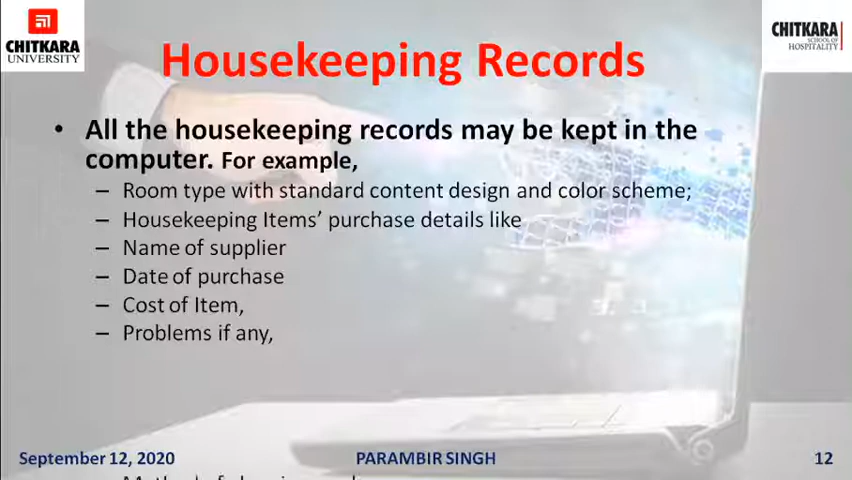 CHITKARA
UNIVERSITY
CHITKARA
SCHOOL OF
HOSPITALITY
Housekeeping Records
• All the housekeeping records may be kept in the
computer. For example,
– Room type with standard content design and color scheme;
– Housekeeping Items’ purchase details like
– Name of supplier
– Date of purchase
– Cost of Item,
– Problems if any,
September 12, 2020
PARAMBIR SINGH
12